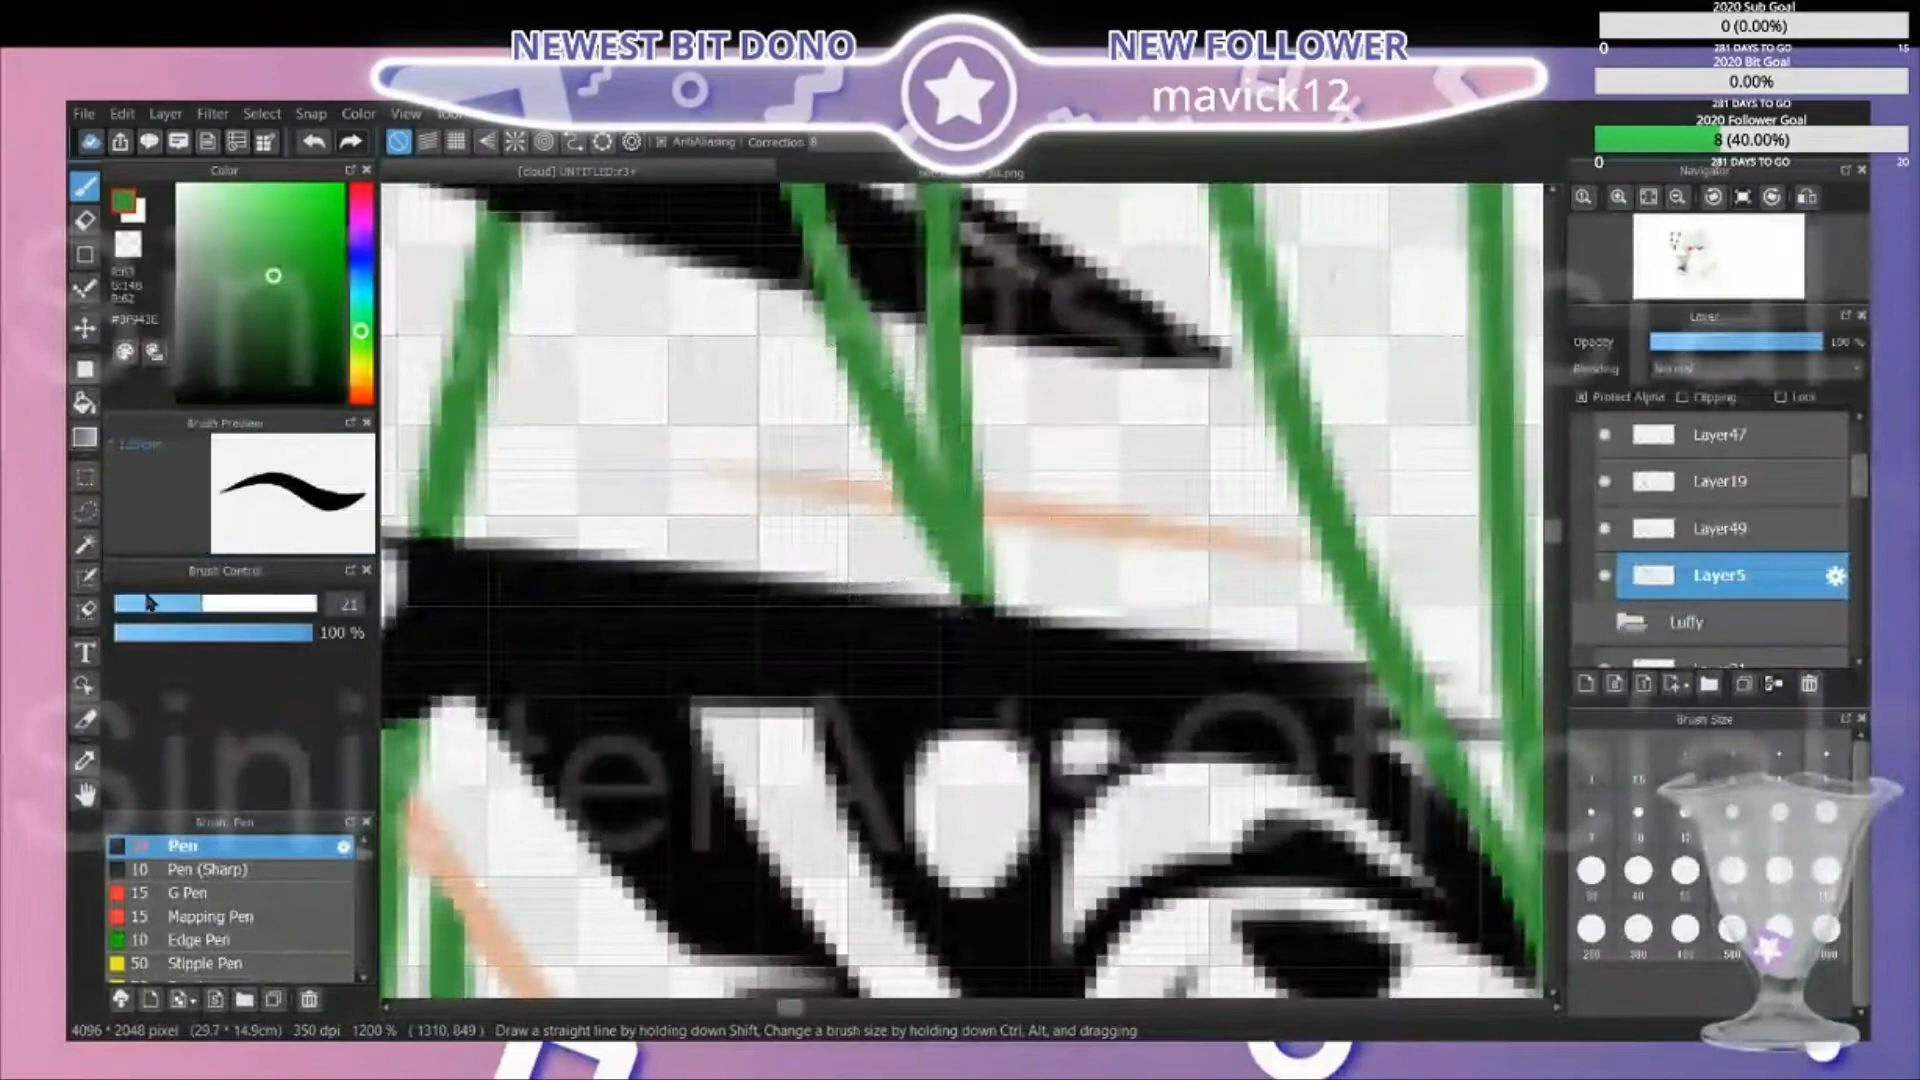 2020 Sub Goal
0 (0.00%)
0
281 DAYS TO GO
15
2020 Bit Goal
0.00%
281 DAYS TO GO
2020 Follower Goal
8 (40.00%)
0
281 DAYS TO GO
20
NEWEST BIT DONO
NEW FOLLOWER
mavick12
File Edit Layer Filter Select Snap Color View
AntiAliasing Correction 8
[cloud] UNTITLED
Color
Navigator
#3F943E
Brush Preview
Brush Control
21
100 %
Brush: Pen
Pen
10 Pen (Sharp)
15 G Pen
15 Mapping Pen
10 Edge Pen
50 Stipple Pen
Layer
Opacity 100 %
Blending Normal
Protect Alpha Clipping Lock
Layer47
Layer19
Layer49
Layer5
Luffy
Brush Size
4096 * 2048 pixel (29.7 * 14.9cm) 350 dpi 1200 % ( 1310, 849 ) Draw a straight line by holding down Shift, Change a brush size by holding down Ctrl, Alt, and dragging